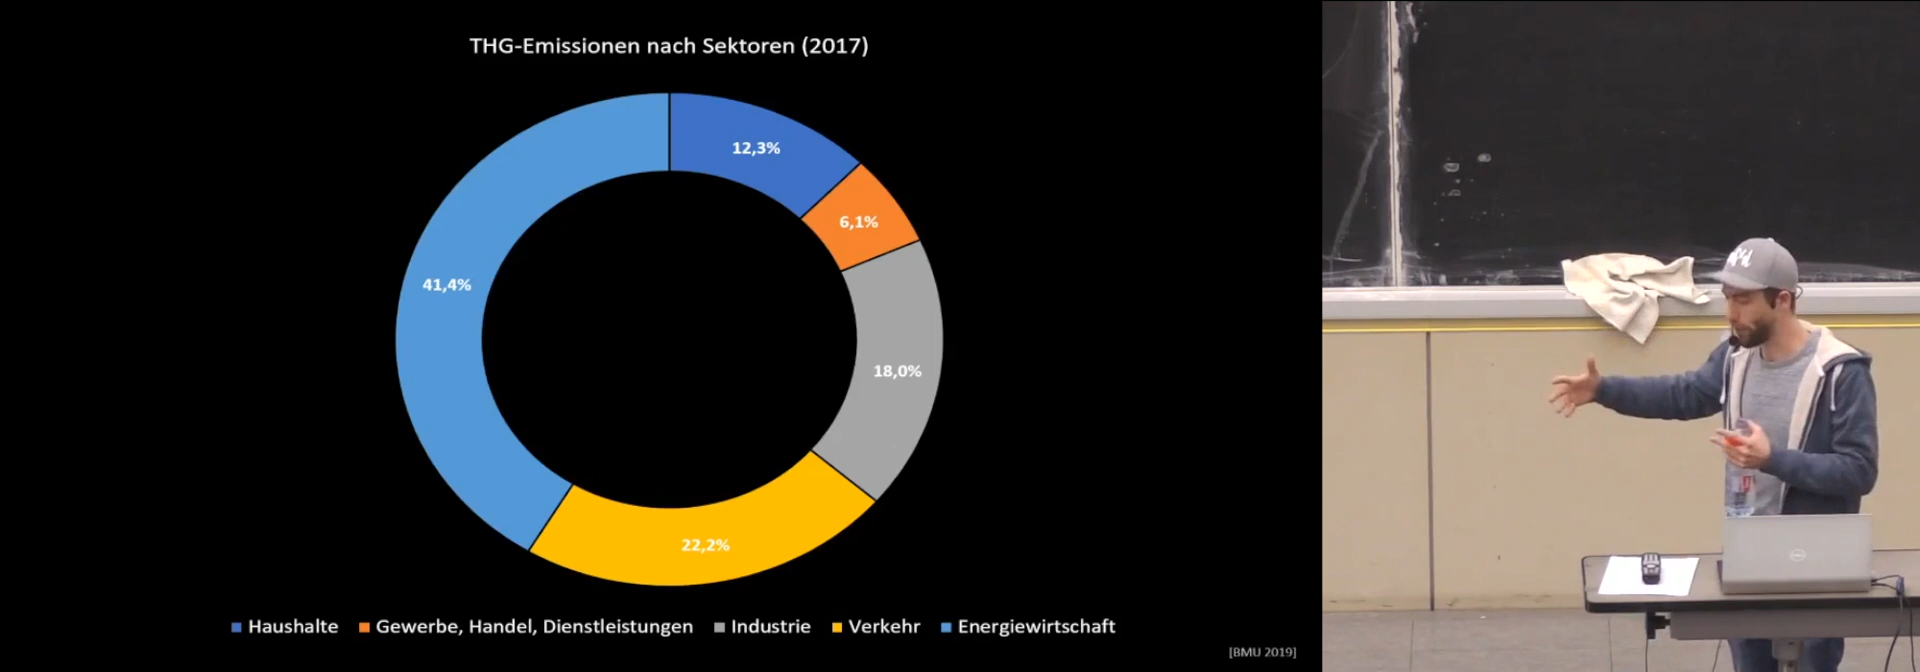 THG-Emissionen nach Sektoren (2017)
12,3%
6,1%
41,4%
18,0%
22,2%
Haushalte Gewerbe, Handel, Dienstleistungen Industrie Verkehr Energiewirtschaft
[BMU 2019]
DELL